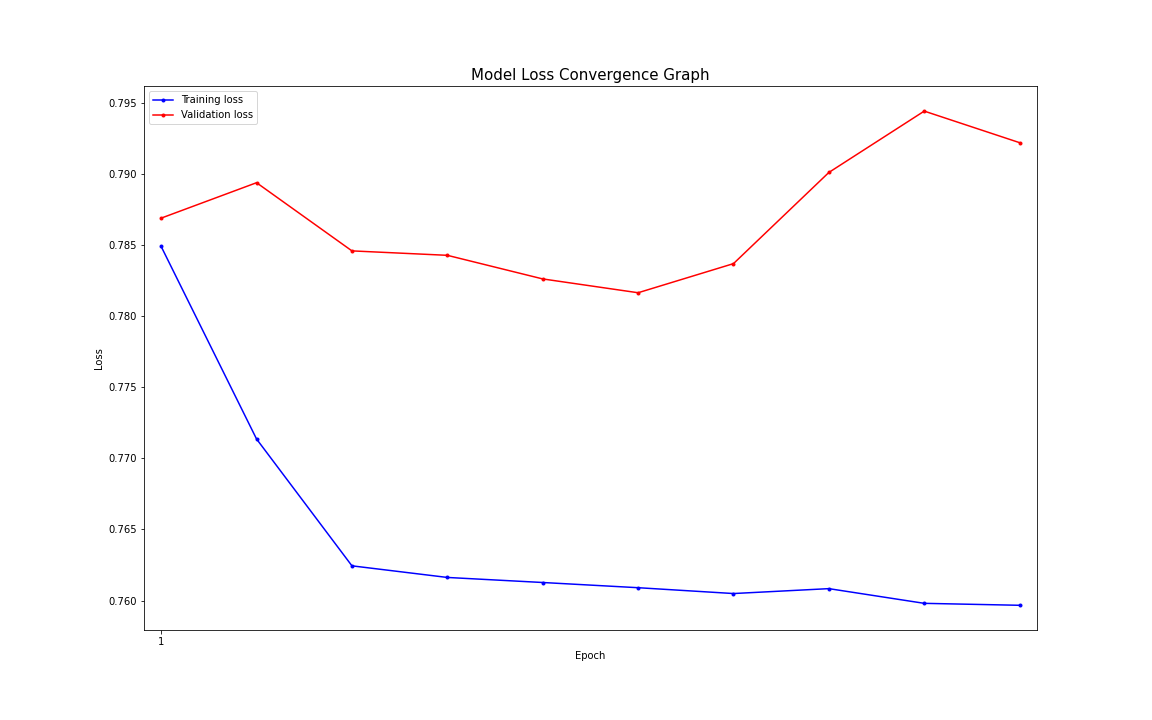 Model Loss Convergence Graph
Training loss
Validation loss
0.795
0.790
0.785
0.780
0.775
0.770
0.765
0.760
Loss
1
Epoch